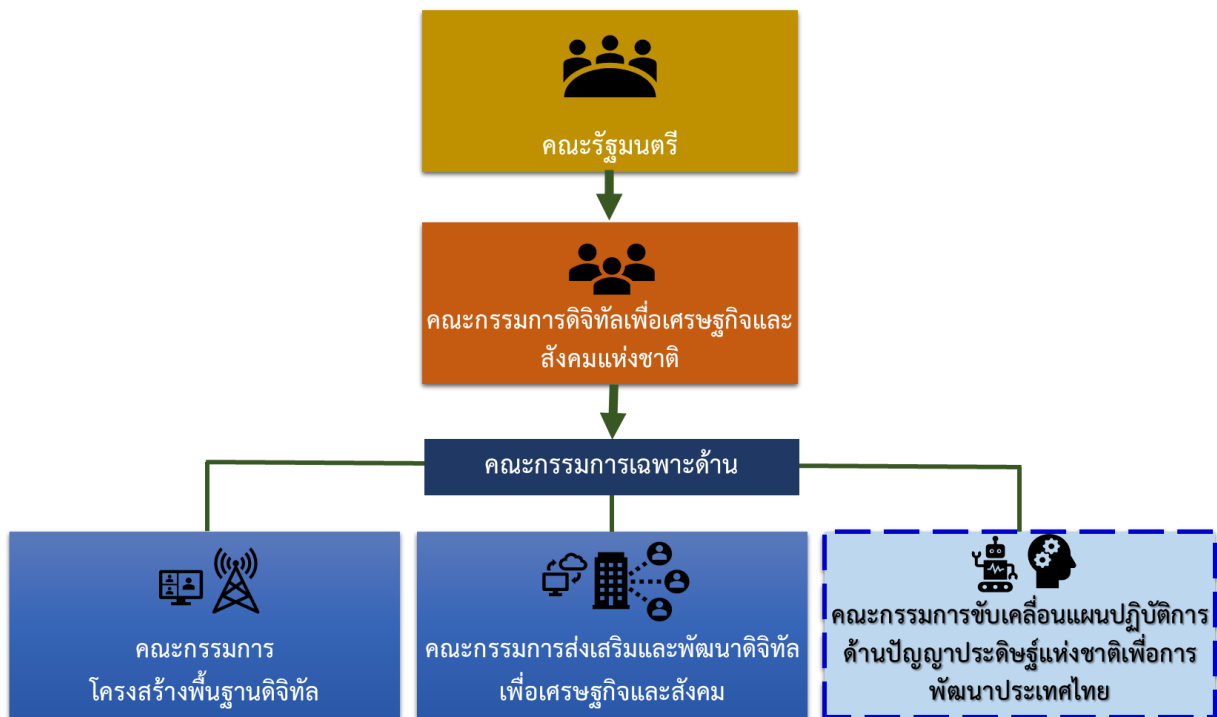 คณะรัฐมนตรี
คณะกรรมการดิจิทัลเพื่อเศรษฐกิจและ
สังคมแห่งชาติ
คณะกรรมการเฉพาะด้าน
คณะกรรมการ
โครงสร้างพื้นฐานดิจิทัล
คณะกรรมการส่งเสริมและพัฒนาดิจิทัล
เพื่อเศรษฐกิจและสังคม
คณะกรรมการขับเคลื่อนแผนปฏิบัติการ
ด้านปัญญาประดิษฐ์แห่งชาติเพื่อการ
พัฒนาประเทศไทย